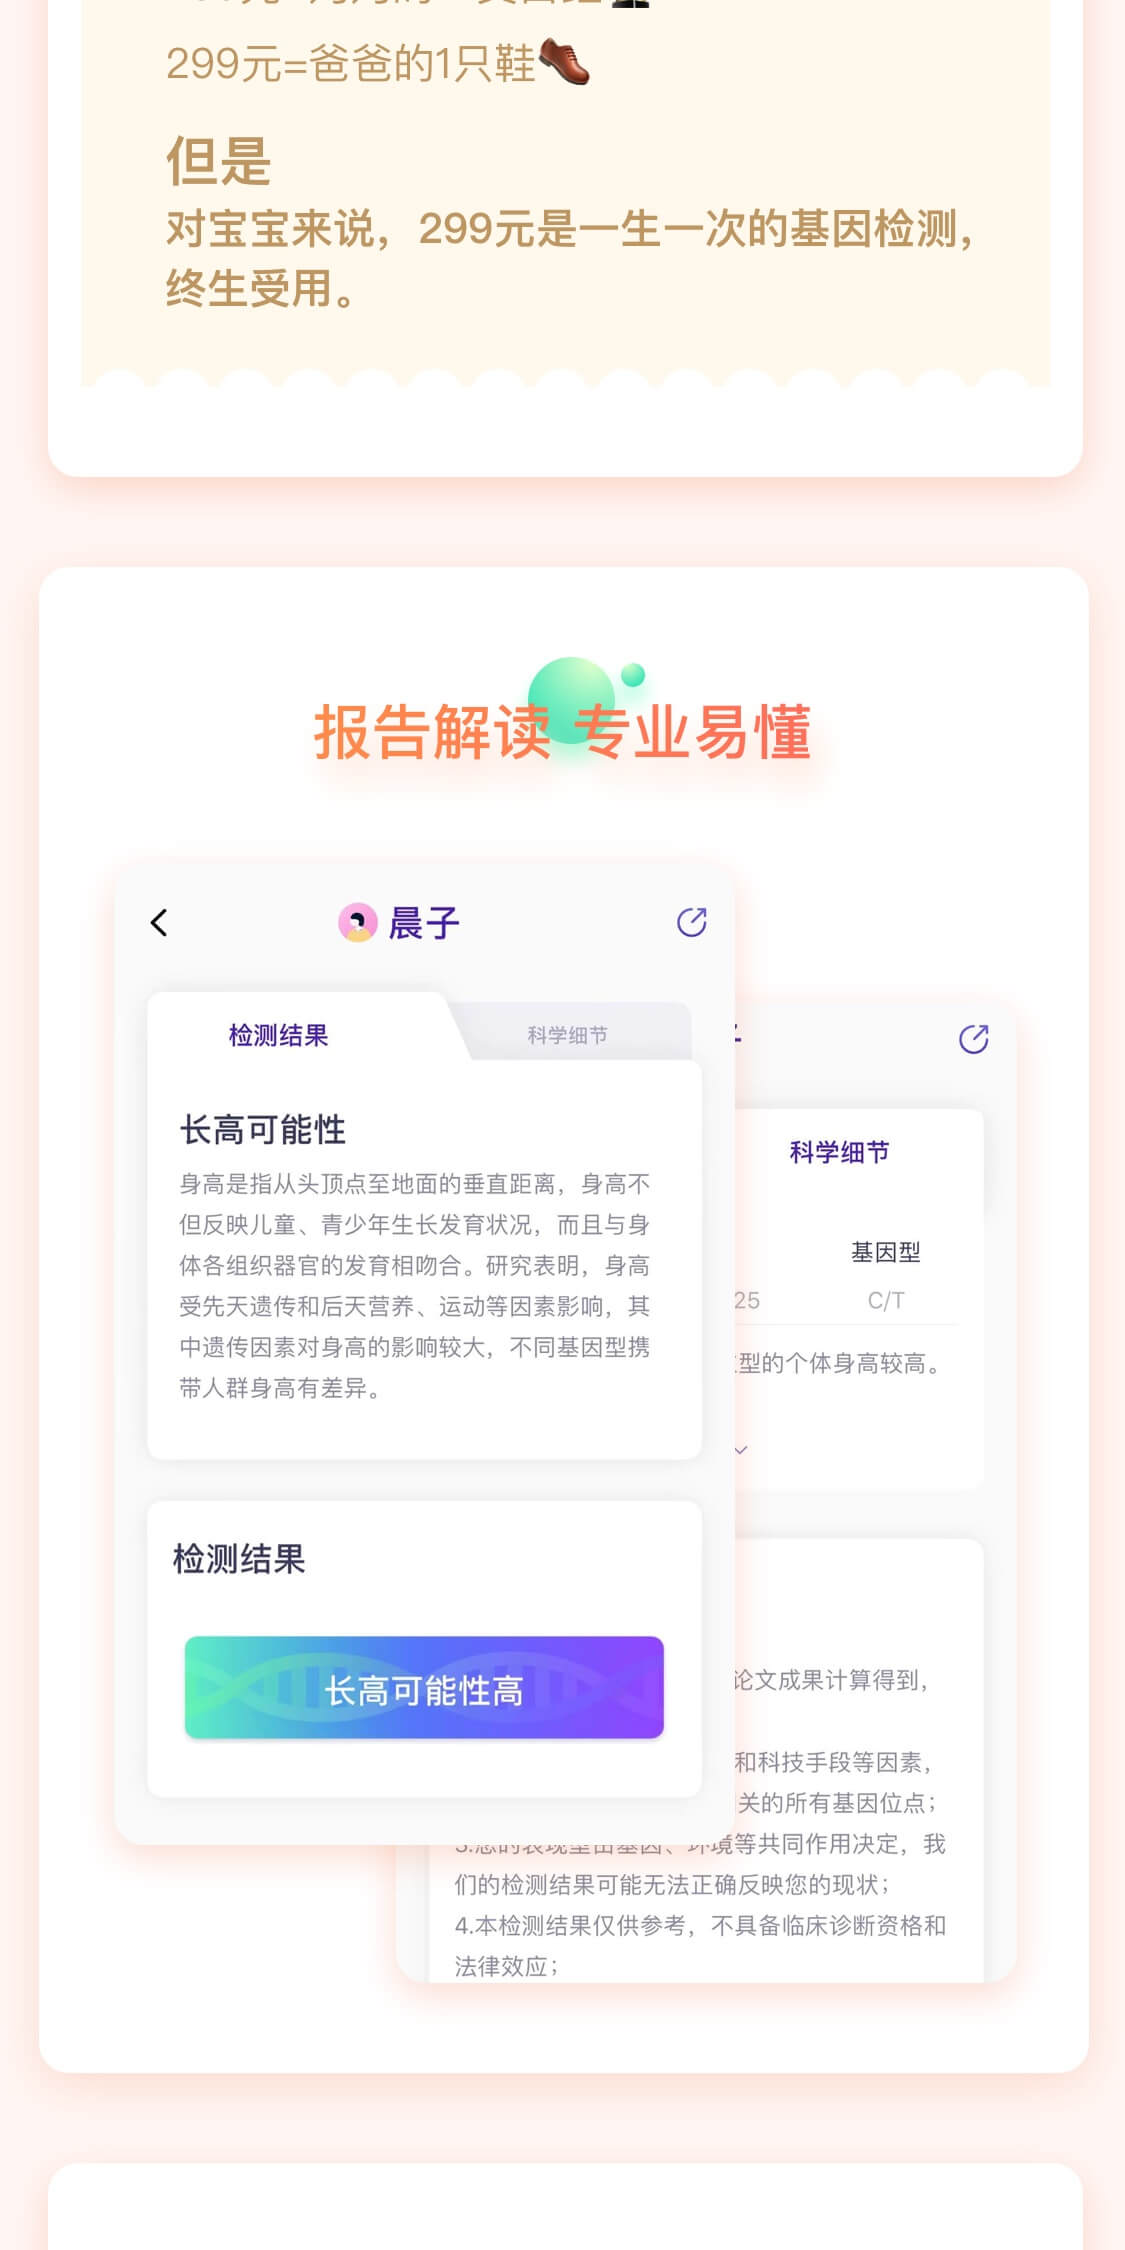 299元=爸爸的1只鞋
但是
对宝宝来说，299元是一生一次的基因检测，
终生受用。
报告解读 专业易懂
晨子
检测结果
科学细节
长高可能性
身高是指从头顶点至地面的垂直距离，身高不
但反映儿童、青少年生长发育状况，而且与身
体各组织器官的发育相吻合。研究表明，身高
受先天遗传和后天营养、运动等因素影响，其
中遗传因素对身高的影响较大，不同基因型携
带人群身高有差异。
检测结果
长高可能性高
科学细节
基因型
25
C/T
型的个体身高较高。
论文成果计算得到，
和科技手段等因素，
关的所有基因位点；
3.您的表现型由基因、环境等共同作用决定，我
们的检测结果可能无法正确反映您的现状；
4.本检测结果仅供参考，不具备临床诊断资格和
法律效应；